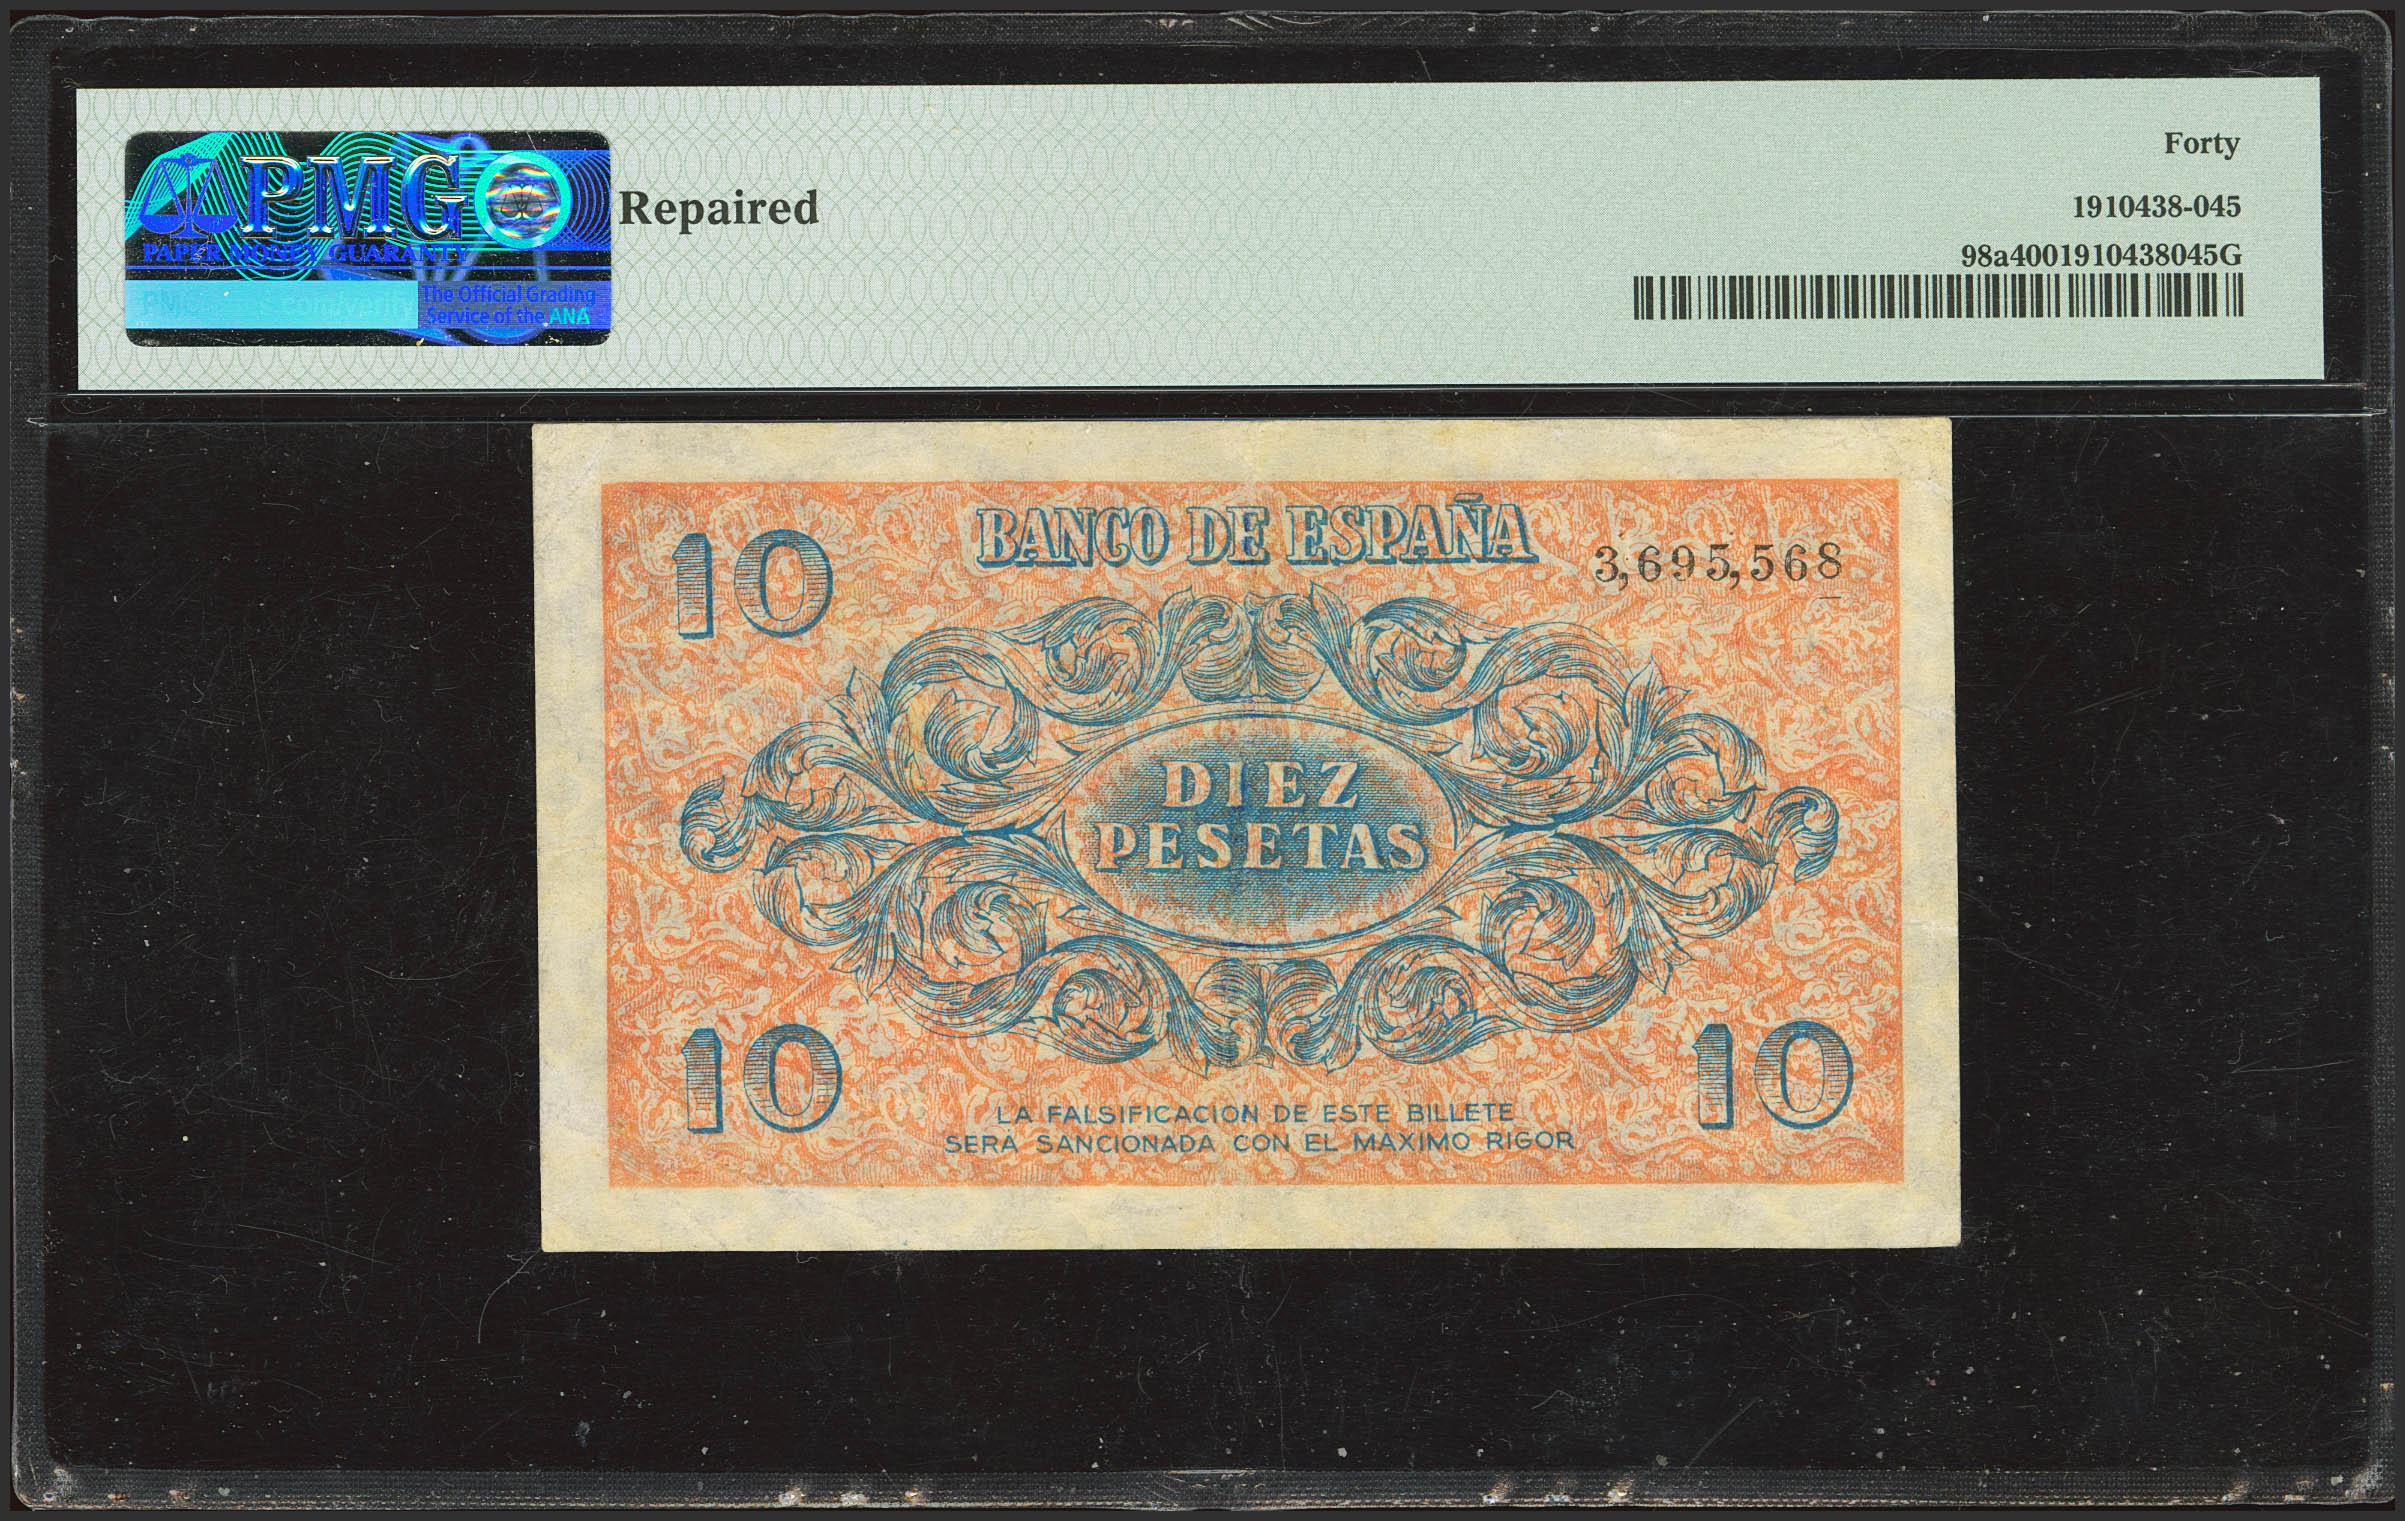 PMG
PAPER MONEY GUARANTY
The Official Grading
Service of the ANA
Repaired
Forty
1910438-045
98a4001910438045G
BANCO DE ESPAÑA
10
3,695,568
DIEZ
PESETAS
10
10
LA FALSIFICACION DE ESTE BILLETE
SERA SANCIONADA CON EL MAXIMO RIGOR